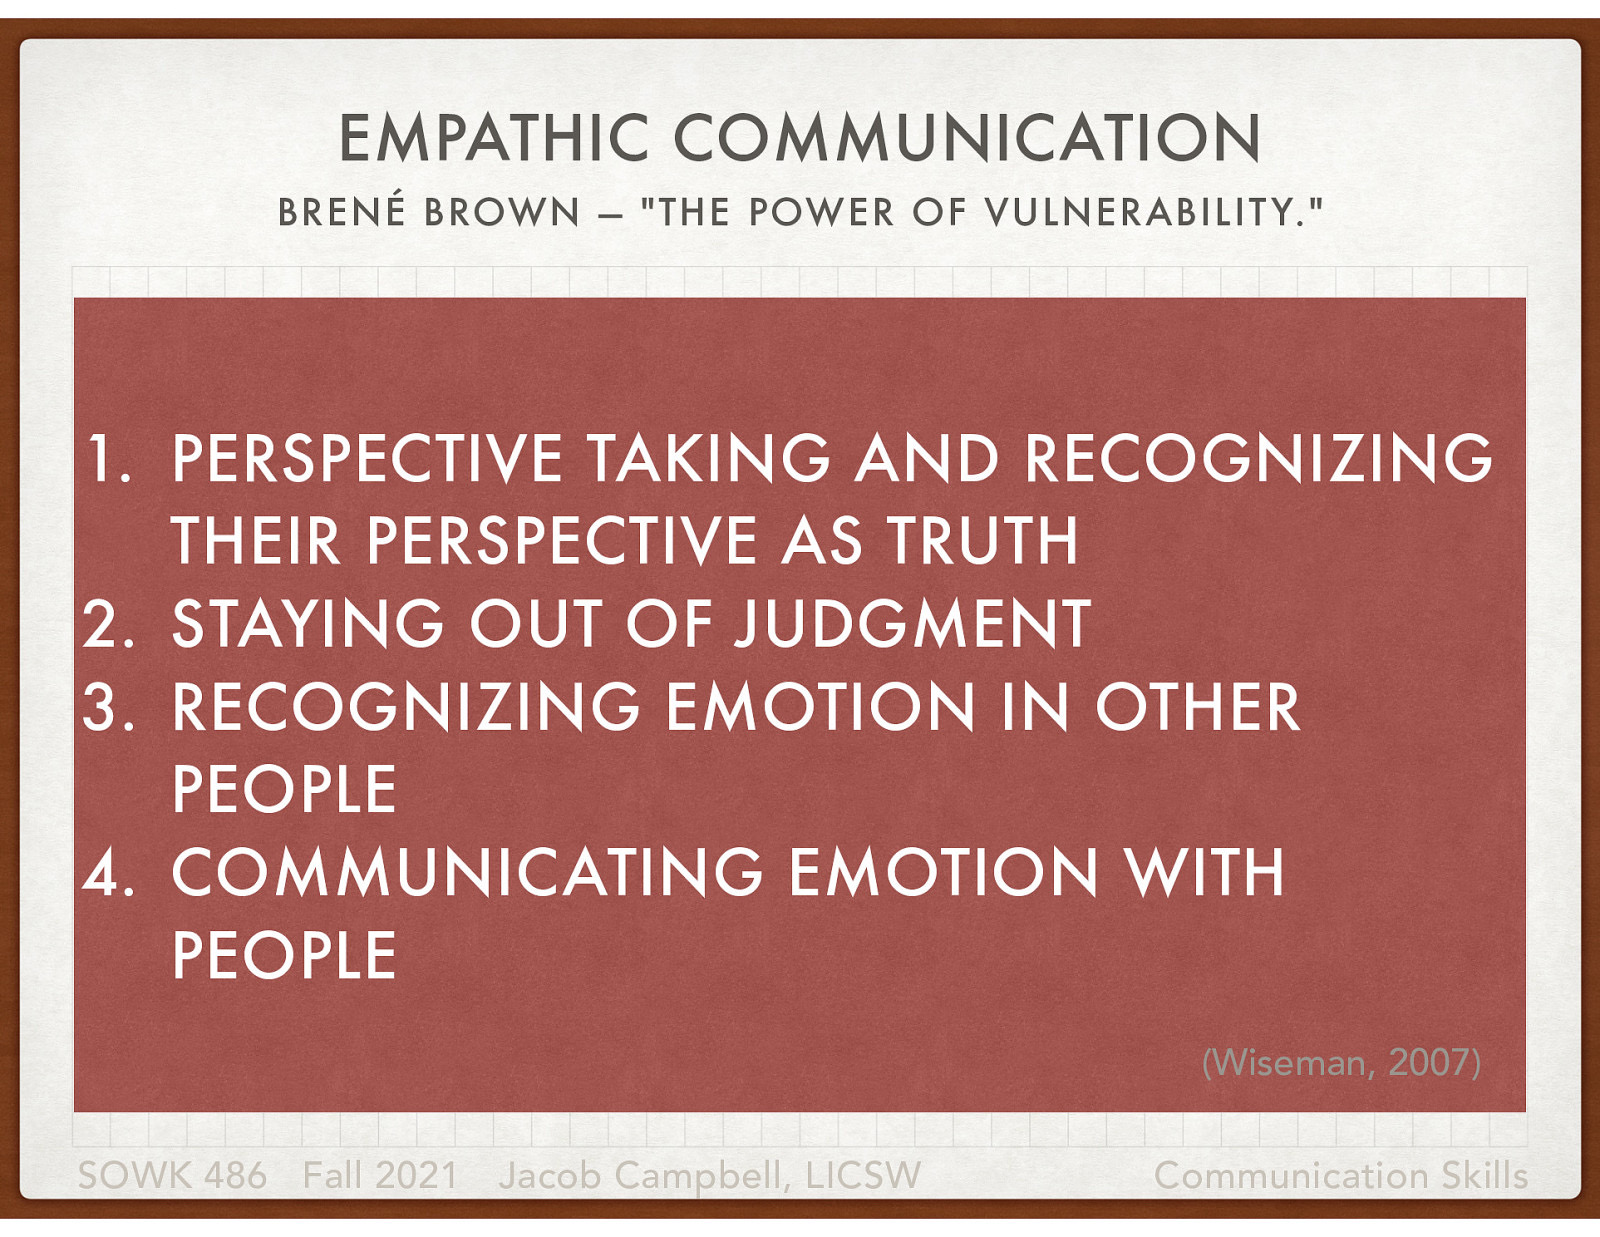 EMPATHIC COMMUNICATION
BRENÉ BROWN – "THE POWER OF VULNERABILITY."
1. PERSPECTIVE TAKING AND RECOGNIZING
THEIR PERSPECTIVE AS TRUTH
2. STAYING OUT OF JUDGMENT
3. RECOGNIZING EMOTION IN OTHER
PEOPLE
4. COMMUNICATING EMOTION WITH
PEOPLE
(Wiseman, 2007)
SOWK 486 Fall 2021 Jacob Campbell, LICSW Communication Skills